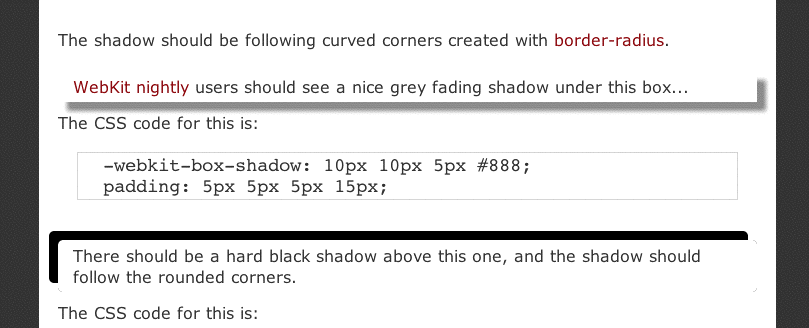 The shadow should be following curved corners created with border-radius.
WebKit nightly users should see a nice grey fading shadow under this box...
The CSS code for this is:
-webkit-box-shadow: 10px 10px 5px #888;
padding: 5px 5px 5px 15px;
There should be a hard black shadow above this one, and the shadow should
follow the rounded corners.
The CSS code for this is: